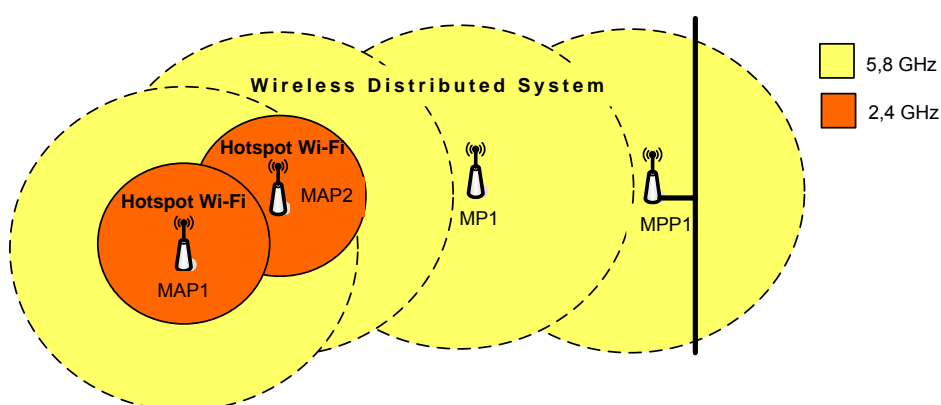 Wireless Distributed System
Hotspot Wi-Fi
MAP2
Hotspot Wi-Fi
MAP1
MP1
MPP1
5,8 GHz
2,4 GHz